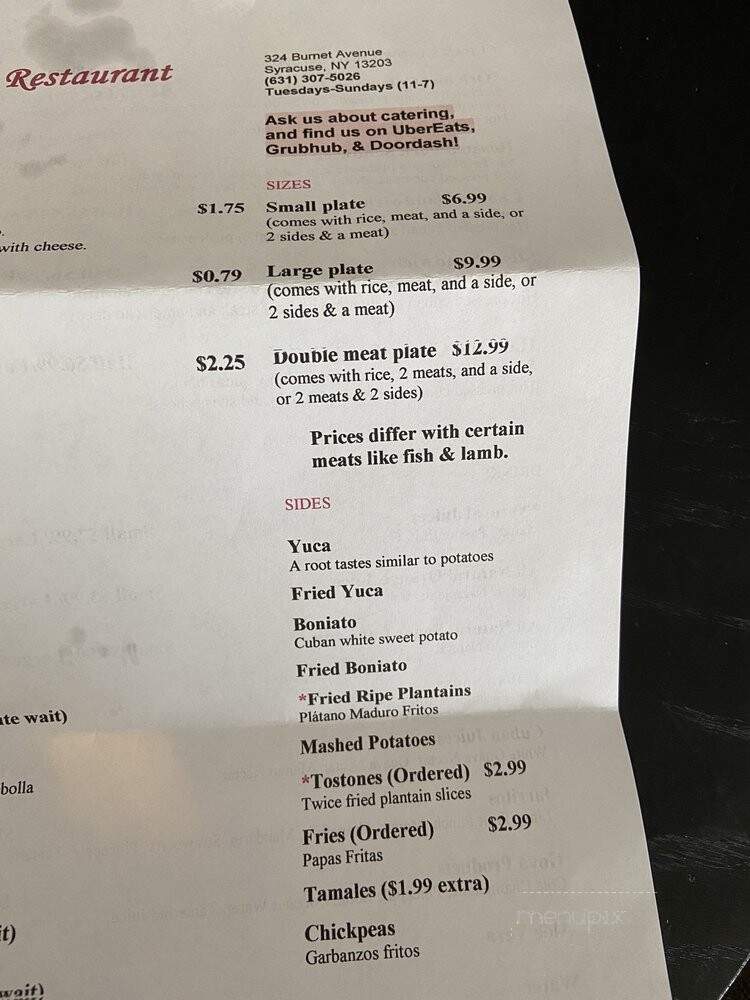 Restaurant
324 Burnet Avenue
Syracuse, NY 13203
(631) 307-5026
Tuesdays-Sundays (11-7)
Ask us about catering,
and find us on UberEats,
Grubhub, & Doordash!
SIZES
$1.75
Small plate $6.99
(comes with rice, meat, and a side, or
2 sides & a meat)
with cheese.
$0.79
Large plate $9.99
(comes with rice, meat, and a side, or
2 sides & a meat)
$2.25
Double meat plate $12.99
(comes with rice, 2 meats, and a side,
or 2 meats & 2 sides)
Prices differ with certain
meats like fish & lamb.
SIDES
Yuca
A root tastes similar to potatoes
Fried Yuca
Boniato
Cuban white sweet potato
Fried Boniato
*Fried Ripe Plantains
Plátano Maduro Fritos
wait)
Mashed Potatoes
*Tostones (Ordered) $2.99
Twice fried plantain slices
bolla
Fries (Ordered) $2.99
Papas Fritas
Tamales ($1.99 extra)
Chickpeas
Garbanzos fritos
wait)
menupix